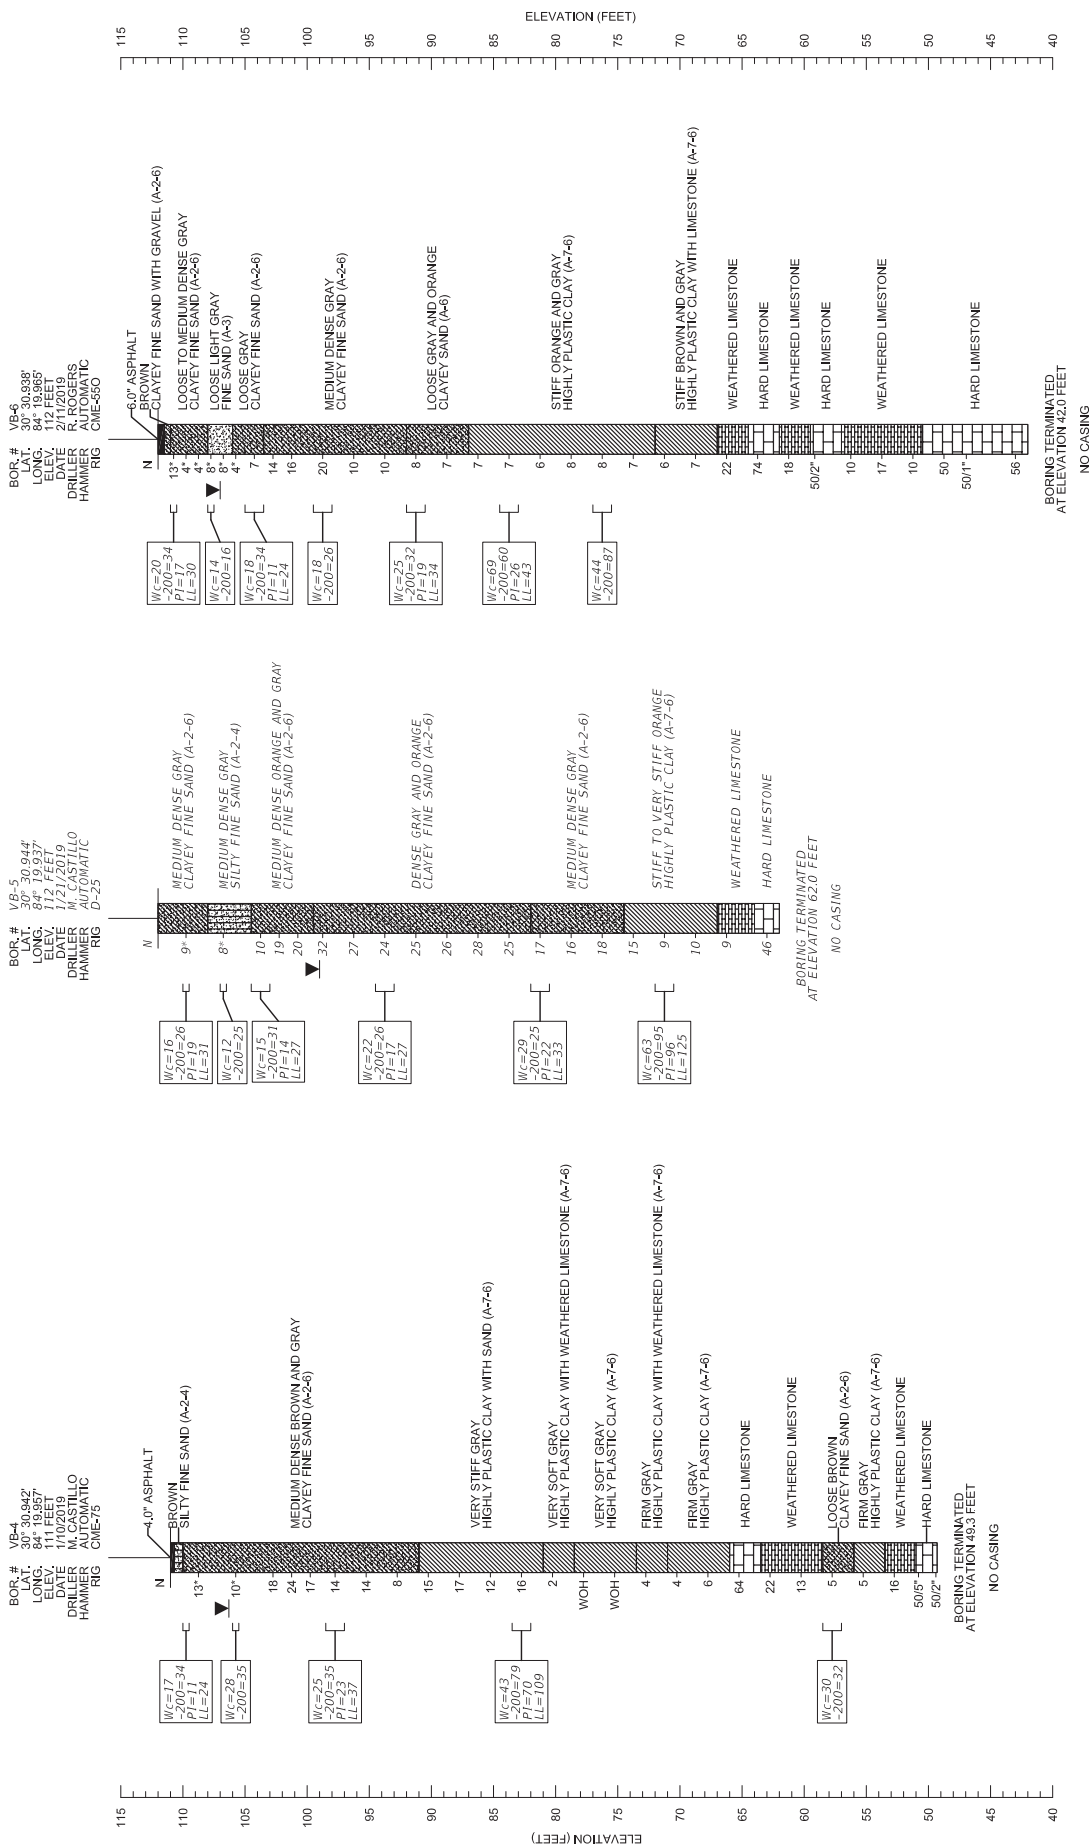 ELEVATION (FEET)
115
110
105
100
95
90
85
80
75
70
65
60
55
50
45
40
BOR. # VB-4
LAT. 30° 30.942'
LONG. 84° 19.957'
ELEV. 111 FEET
DATE 1/10/2019
DRILLER M. CASTILLO
HAMMER AUTOMATIC
RIG CME-75
N
4.0" ASPHALT
BROWN
SILTY FINE SAND (A-2-4)
MEDIUM DENSE BROWN AND GRAY
CLAYEY FINE SAND (A-2-6)
VERY STIFF GRAY
HIGHLY PLASTIC CLAY WITH SAND (A-7-6)
VERY SOFT GRAY
HIGHLY PLASTIC CLAY WITH WEATHERED LIMESTONE (A-7-6)
VERY SOFT GRAY
HIGHLY PLASTIC CLAY (A-7-6)
FIRM GRAY
HIGHLY PLASTIC CLAY WITH WEATHERED LIMESTONE (A-7-6)
FIRM GRAY
HIGHLY PLASTIC CLAY (A-7-6)
HARD LIMESTONE
WEATHERED LIMESTONE
LOOSE BROWN
CLAYEY FINE SAND (A-2-6)
FIRM GRAY
HIGHLY PLASTIC CLAY (A-7-6)
WEATHERED LIMESTONE
HARD LIMESTONE
13*
10*
18
24
17
14
14
8
15
17
12
16
2
WOH
WOH
4
4
6
64
22
13
5
5
16
50/5"
50/2"
Wc=17
-200=34
PI=11
LL=24
Wc=28
-200=35
Wc=25
-200=35
PI=23
LL=37
Wc=43
-200=79
PI=70
LL=109
Wc=30
-200=32
BORING TERMINATED
AT ELEVATION 49.3 FEET
NO CASING
BOR. # VB-5
LAT. 30° 30.944'
LONG. 84° 19.937'
ELEV. 112 FEET
DATE 1/21/2019
DRILLER M. CASTILLO
HAMMER AUTOMATIC
RIG D-25
N
MEDIUM DENSE GRAY
CLAYEY FINE SAND (A-2-6)
MEDIUM DENSE GRAY
SILTY FINE SAND (A-2-4)
MEDIUM DENSE ORANGE AND GRAY
CLAYEY FINE SAND (A-2-6)
DENSE GRAY AND ORANGE
CLAYEY FINE SAND (A-2-6)
MEDIUM DENSE GRAY
CLAYEY FINE SAND (A-2-6)
STIFF TO VERY STIFF ORANGE
HIGHLY PLASTIC CLAY (A-7-6)
WEATHERED LIMESTONE
HARD LIMESTONE
9*
8*
10
19
20
32
27
24
25
26
28
25
17
16
18
15
9
10
9
46
Wc=16
-200=26
PI=19
LL=31
Wc=12
-200=25
Wc=15
-200=31
PI=14
LL=27
Wc=22
-200=26
PI=17
LL=27
Wc=29
-200=25
PI=22
LL=33
Wc=63
-200=95
PI=96
LL=125
BORING TERMINATED
AT ELEVATION 62.0 FEET
NO CASING
BOR. # VB-6
LAT. 30° 30.938'
LONG. 84° 19.965'
ELEV. 112 FEET
DATE 2/11/2019
DRILLER R. ROGERS
HAMMER AUTOMATIC
RIG CME-550
N
6.0" ASPHALT
BROWN
CLAYEY FINE SAND WITH GRAVEL (A-2-6)
LOOSE TO MEDIUM DENSE GRAY
CLAYEY FINE SAND (A-2-6)
LOOSE LIGHT GRAY
FINE SAND (A-3)
LOOSE GRAY
CLAYEY FINE SAND (A-2-6)
MEDIUM DENSE GRAY
CLAYEY FINE SAND (A-2-6)
LOOSE GRAY AND ORANGE
CLAYEY SAND (A-6)
STIFF ORANGE AND GRAY
HIGHLY PLASTIC CLAY (A-7-6)
STIFF BROWN AND GRAY
HIGHLY PLASTIC CLAY WITH LIMESTONE (A-7-6)
WEATHERED LIMESTONE
HARD LIMESTONE
WEATHERED LIMESTONE
HARD LIMESTONE
WEATHERED LIMESTONE
HARD LIMESTONE
13*
4*
4*
8*
8*
4*
7
14
16
20
10
10
8
7
7
7
6
8
8
7
6
7
22
74
18
50/2"
10
17
10
50
50/1"
56
Wc=20
-200=34
PI=17
LL=30
Wc=14
-200=16
Wc=18
-200=34
PI=11
LL=24
Wc=18
-200=26
Wc=25
-200=32
PI=19
LL=34
Wc=69
-200=60
PI=26
LL=43
Wc=44
-200=87
BORING TERMINATED
AT ELEVATION 42.0 FEET
NO CASING
ELEVATION (FEET)
115
110
105
100
95
90
85
80
75
70
65
60
55
50
45
40